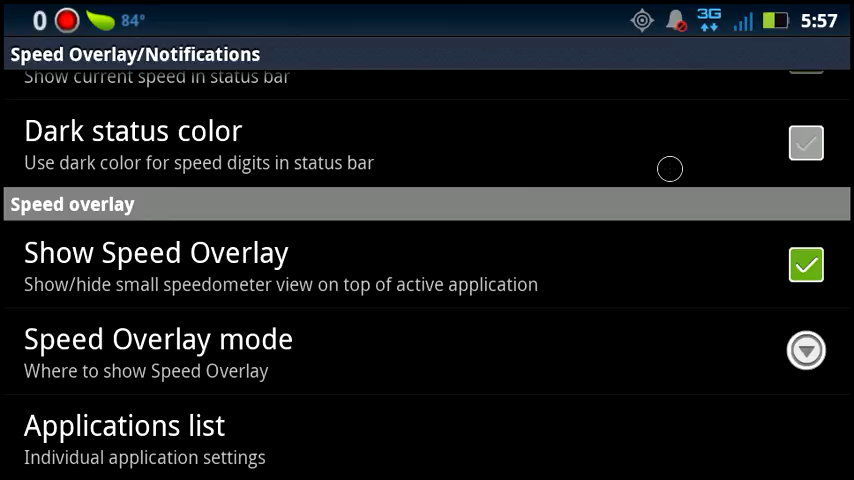 0 84° 3G 5:57
Speed Overlay/Notifications
Show current speed in status bar
Dark status color
Use dark color for speed digits in status bar
Speed overlay
Show Speed Overlay
Show/hide small speedometer view on top of active application
Speed Overlay mode
Where to show Speed Overlay
Applications list
Individual application settings